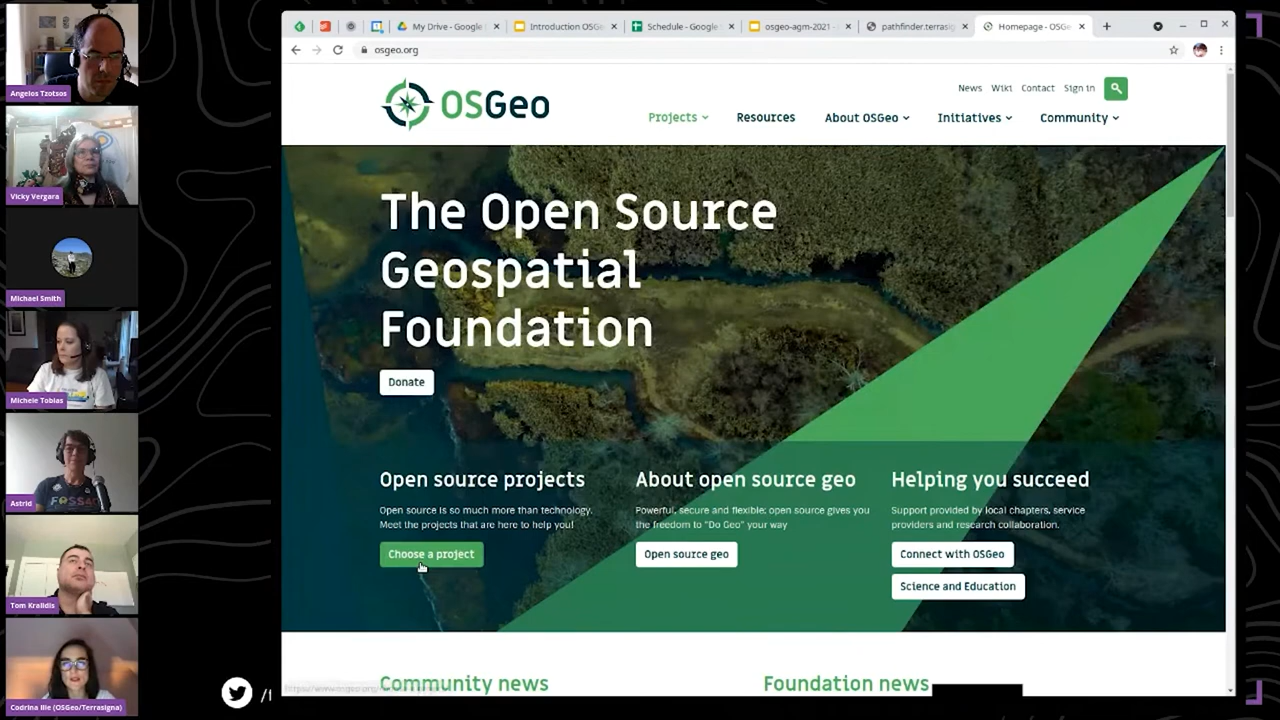 Angelos Tzotsos
Vicky Vergara
Michael Smith
Michele Tobias
Astrid
Tom Kralidis
Codrina Ilie (OSGeo/Terrasigna)
My Drive - Google
Introduction OSGe
Schedule - Google
osgeo-agm-2021 -
pathfinder.terrasig
Homepage - OSGe
osgeo.org
OSGeo
News Wiki Contact Sign in
Projects Resources About OSGeo Initiatives Community
The Open Source
Geospatial
Foundation
Donate
Open source projects
Open source is so much more than technology.
Meet the projects that are here to help you!
Choose a project
About open source geo
Powerful, secure and flexible; open source gives you
the freedom to "Do Geo" your way
Open source geo
Helping you succeed
Support provided by local chapters, service
providers and research collaboration.
Connect with OSGeo
Science and Education
Community news
Foundation news